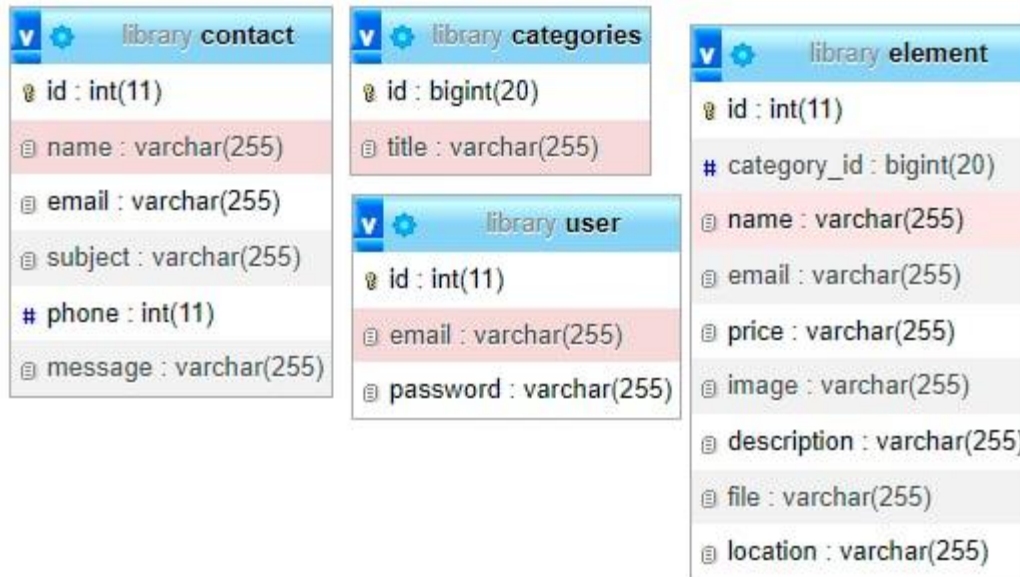 v library contact
id : int(11)
name : varchar(255)
email : varchar(255)
subject : varchar(255)
# phone : int(11)
message : varchar(255)
v library categories
id : bigint(20)
title : varchar(255)
v library user
id : int(11)
email : varchar(255)
password : varchar(255)
v library element
id : int(11)
# category_id : bigint(20)
name : varchar(255)
email : varchar(255)
price : varchar(255)
image : varchar(255)
description : varchar(255)
file : varchar(255)
location : varchar(255)